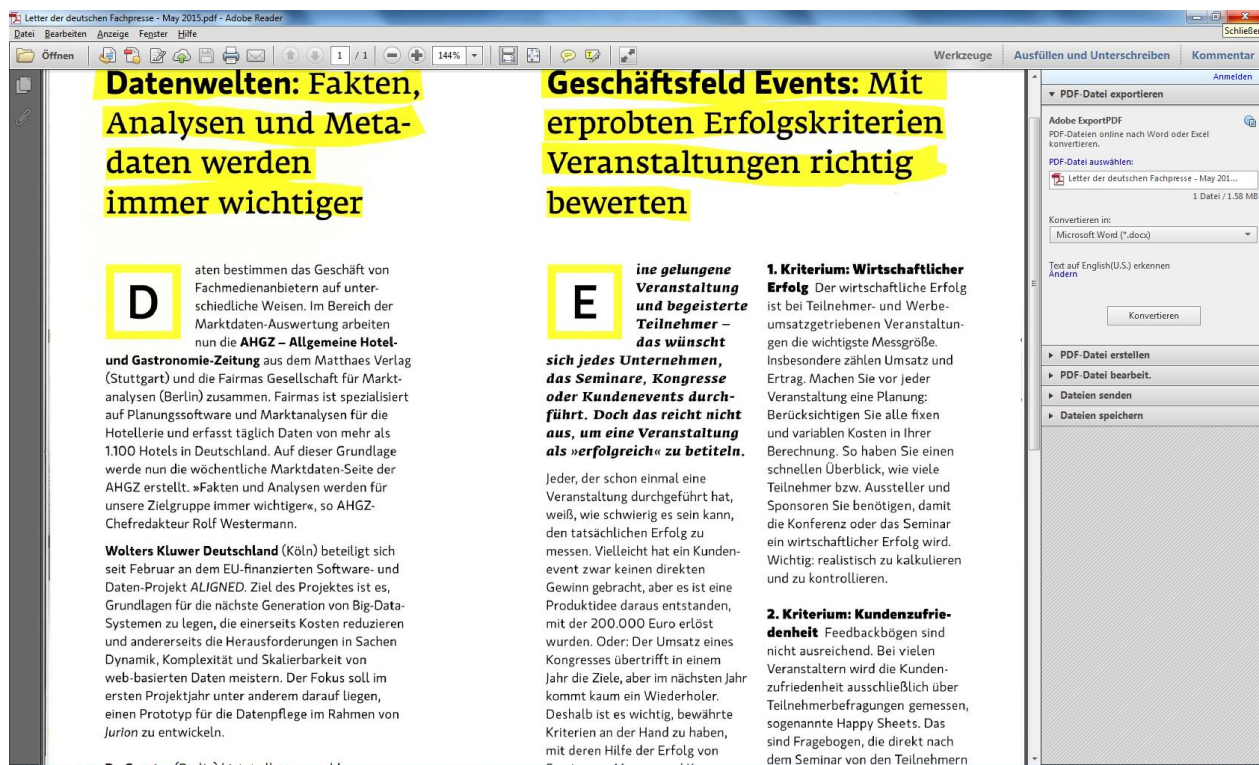 Letter der deutschen Fachpresse - May 2015.pdf - Adobe Reader
Schließen
Datei Bearbeiten Anzeige Fenster Hilfe
Öffnen
1 / 1
144%
Werkzeuge Ausfüllen und Unterschreiben Kommentar
Datenwelten: Fakten,
Analysen und Meta-
daten werden
immer wichtiger
D
aten bestimmen das Geschäft von
Fachmedienanbietern auf unter-
schiedliche Weisen. Im Bereich der
Marktdaten-Auswertung arbeiten
nun die AHGZ – Allgemeine Hotel-
und Gastronomie-Zeitung aus dem Matthaes Verlag
(Stuttgart) und die Fairmas Gesellschaft für Markt-
analysen (Berlin) zusammen. Fairmas ist spezialisiert
auf Planungssoftware und Marktanalysen für die
Hotellerie und erfasst täglich Daten von mehr als
1.100 Hotels in Deutschland. Auf dieser Grundlage
werde nun die wöchentliche Marktdaten-Seite der
AHGZ erstellt. »Fakten und Analysen werden für
unsere Zielgruppe immer wichtiger«, so AHGZ-
Chefredakteur Rolf Westermann.
Wolters Kluwer Deutschland (Köln) beteiligt sich
seit Februar an dem EU-finanzierten Software- und
Daten-Projekt ALIGNED. Ziel des Projektes ist es,
Grundlagen für die nächste Generation von Big-Data-
Systemen zu legen, die einerseits Kosten reduzieren
und andererseits die Herausforderungen in Sachen
Dynamik, Komplexität und Skalierbarkeit von
web-basierten Daten meistern. Der Fokus soll im
ersten Projektjahr unter anderem darauf liegen,
einen Prototyp für die Datenpflege im Rahmen von
Jurion zu entwickeln.
Geschäftsfeld Events: Mit
erprobten Erfolgskriterien
Veranstaltungen richtig
bewerten
E
ine gelungene
Veranstaltung
und begeisterte
Teilnehmer –
das wünscht
sich jedes Unternehmen,
das Seminare, Kongresse
oder Kundenevents durch-
führt. Doch das reicht nicht
aus, um eine Veranstaltung
als »erfolgreich« zu betiteln.
Jeder, der schon einmal eine
Veranstaltung durchgeführt hat,
weiß, wie schwierig es sein kann,
den tatsächlichen Erfolg zu
messen. Vielleicht hat ein Kunden-
event zwar keinen direkten
Gewinn gebracht, aber es ist eine
Produktidee daraus entstanden,
mit der 200.000 Euro erlöst
wurden. Oder: Der Umsatz eines
Kongresses übertrifft in einem
Jahr die Ziele, aber im nächsten Jahr
kommt kaum ein Wiederholer.
Deshalb ist es wichtig, bewährte
Kriterien an der Hand zu haben,
mit deren Hilfe der Erfolg von
1. Kriterium: Wirtschaftlicher
Erfolg Der wirtschaftliche Erfolg
ist bei Teilnehmer- und Werbe-
umsatzgetriebenen Veranstaltun-
gen die wichtigste Messgröße.
Insbesondere zählen Umsatz und
Ertrag. Machen Sie vor jeder
Veranstaltung eine Planung:
Berücksichtigen Sie alle fixen
und variablen Kosten in Ihrer
Berechnung. So haben Sie einen
schnellen Überblick, wie viele
Teilnehmer bzw. Aussteller und
Sponsoren Sie benötigen, damit
die Konferenz oder das Seminar
ein wirtschaftlicher Erfolg wird.
Wichtig: realistisch zu kalkulieren
und zu kontrollieren.
2. Kriterium: Kundenzufrie-
denheit Feedbackbögen sind
nicht ausreichend. Bei vielen
Veranstaltern wird die Kunden-
zufriedenheit ausschließlich über
Teilnehmerbefragungen gemessen,
sogenannte Happy Sheets. Das
sind Fragebogen, die direkt nach
dem Seminar von den Teilnehmern
Anmelden
PDF-Datei exportieren
Adobe ExportPDF
PDF-Dateien online nach Word oder Excel
konvertieren.
PDF-Datei auswählen:
Letter der deutschen Fachpresse - May 201...
1 Datei / 1.58 MB
Konvertieren in:
Microsoft Word (*.docx)
Text auf English(U.S.) erkennen
Ändern
Konvertieren
PDF-Datei erstellen
PDF-Datei bearbeit.
Dateien senden
Dateien speichern